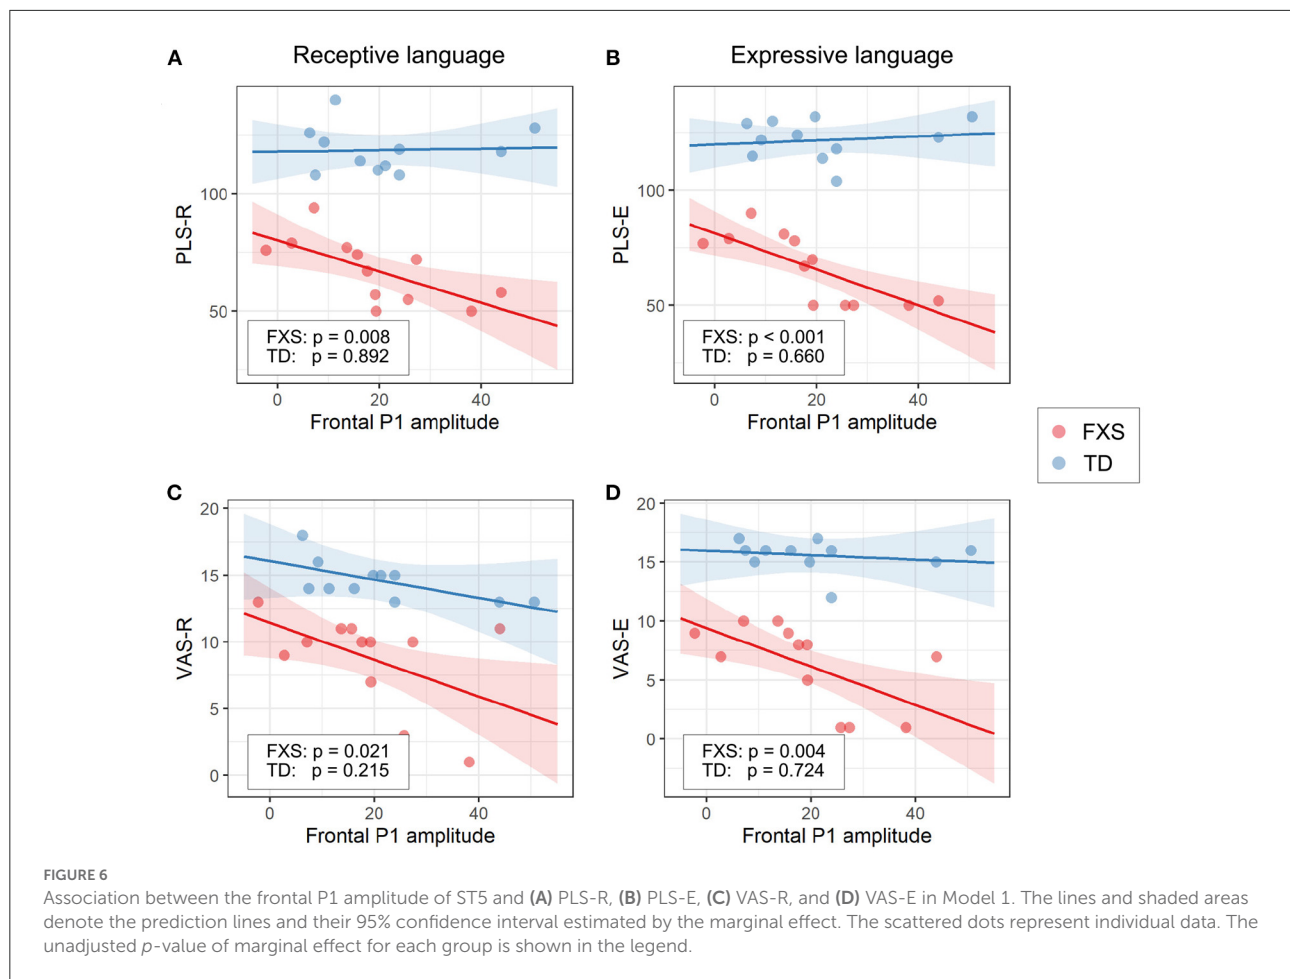 A
Receptive language
B
Expressive language
PLS-R
100
50
FXS: p = 0.008
TD: p = 0.892
0 20 40
Frontal P1 amplitude
PLS-E
100
50
FXS: p < 0.001
TD: p = 0.660
0 20 40
Frontal P1 amplitude
FXS
TD
C
VAS-R
20
15
10
5
0
FXS: p = 0.021
TD: p = 0.215
0 20 40
Frontal P1 amplitude
D
VAS-E
20
15
10
5
0
FXS: p = 0.004
TD: p = 0.724
0 20 40
Frontal P1 amplitude
FIGURE 6
Association between the frontal P1 amplitude of ST5 and (A) PLS-R, (B) PLS-E, (C) VAS-R, and (D) VAS-E in Model 1. The lines and shaded areas
denote the prediction lines and their 95% confidence interval estimated by the marginal effect. The scattered dots represent individual data. The
unadjusted p-value of marginal effect for each group is shown in the legend.